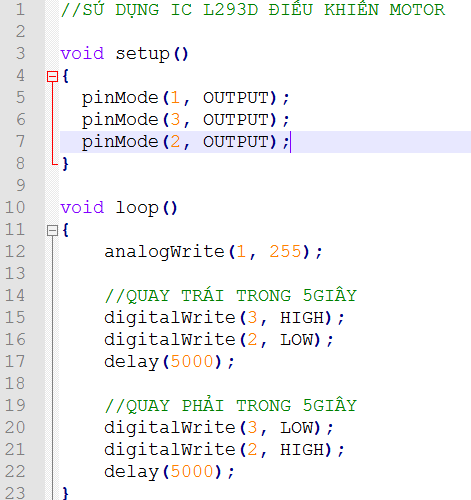 1 //SỬ DỤNG IC L293D ĐIỀU KHIỂN MOTOR
2
3 void setup()
4 {
5 pinMode(1, OUTPUT);
6 pinMode(3, OUTPUT);
7 pinMode(2, OUTPUT);
8 }
9
10 void loop()
11 {
12 analogWrite(1, 255);
13
14 //QUAY TRÁI TRONG 5GIÂY
15 digitalWrite(3, HIGH);
16 digitalWrite(2, LOW);
17 delay(5000);
18
19 //QUAY PHẢI TRONG 5GIÂY
20 digitalWrite(3, LOW);
21 digitalWrite(2, HIGH);
22 delay(5000);
23 }